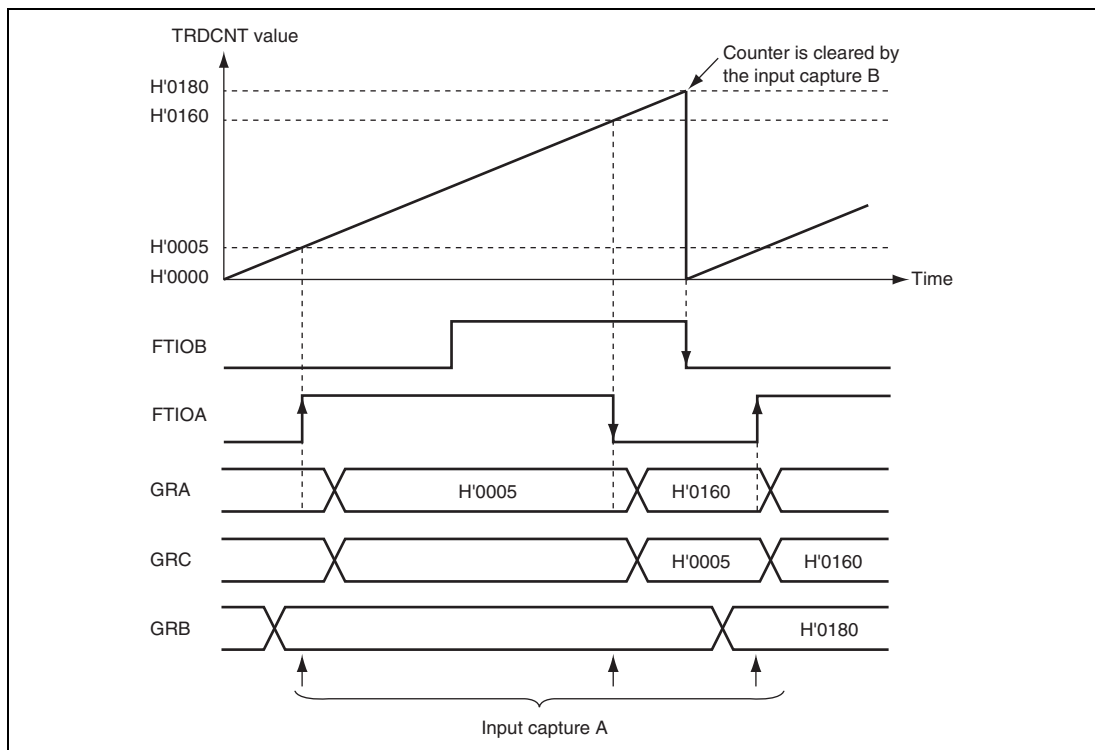 TRDCNT value
Counter is cleared by
the input capture B
H'0180
H'0160
H'0005
H'0000
Time
FTIOB
FTIOA
GRA
H'0005
H'0160
GRC
H'0005
H'0160
GRB
H'0180
Input capture A